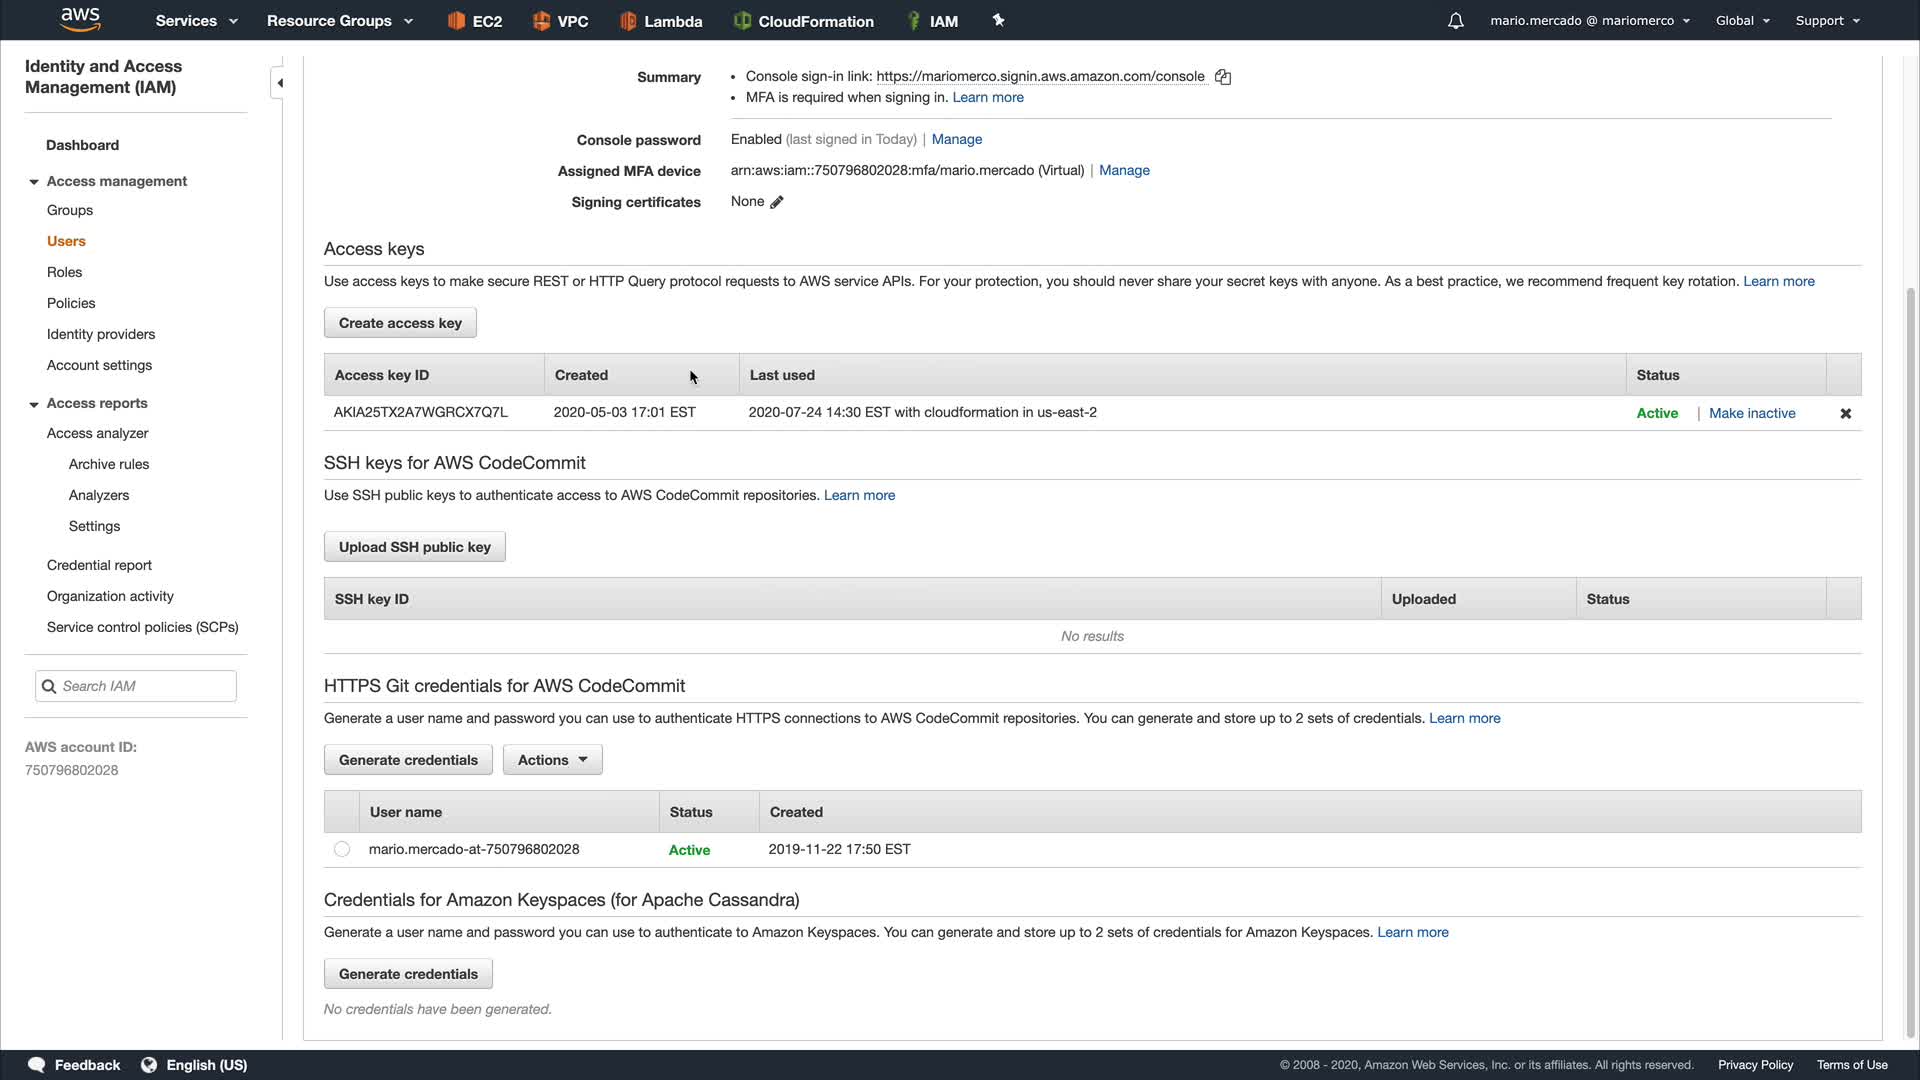 aws Services Resource Groups EC2 VPC Lambda CloudFormation IAM mario.mercado @ mariomerco Global Support
Identity and Access
Management (IAM)
Dashboard
Access management
Groups
Users
Roles
Policies
Identity providers
Account settings
Access reports
Access analyzer
Archive rules
Analyzers
Settings
Credential report
Organization activity
Service control policies (SCPs)
Search IAM
AWS account ID:
750796802028
Summary • Console sign-in link: https://mariomerco.signin.aws.amazon.com/console
• MFA is required when signing in. Learn more
Console password Enabled (last signed in Today) | Manage
Assigned MFA device arn:aws:iam::750796802028:mfa/mario.mercado (Virtual) | Manage
Signing certificates None
Access keys
Use access keys to make secure REST or HTTP Query protocol requests to AWS service APIs. For your protection, you should never share your secret keys with anyone. As a best practice, we recommend frequent key rotation. Learn more
Create access key
Access key ID Created Last used Status
AKIA25TX2A7WGRCX7Q7L 2020-05-03 17:01 EST 2020-07-24 14:30 EST with cloudformation in us-east-2 Active | Make inactive
SSH keys for AWS CodeCommit
Use SSH public keys to authenticate access to AWS CodeCommit repositories. Learn more
Upload SSH public key
SSH key ID Uploaded Status
No results
HTTPS Git credentials for AWS CodeCommit
Generate a user name and password you can use to authenticate HTTPS connections to AWS CodeCommit repositories. You can generate and store up to 2 sets of credentials. Learn more
Generate credentials Actions
User name Status Created
mario.mercado-at-750796802028 Active 2019-11-22 17:50 EST
Credentials for Amazon Keyspaces (for Apache Cassandra)
Generate a user name and password you can use to authenticate to Amazon Keyspaces. You can generate and store up to 2 sets of credentials for Amazon Keyspaces. Learn more
Generate credentials
No credentials have been generated.
Feedback English (US) © 2008 - 2020, Amazon Web Services, Inc. or its affiliates. All rights reserved. Privacy Policy Terms of Use